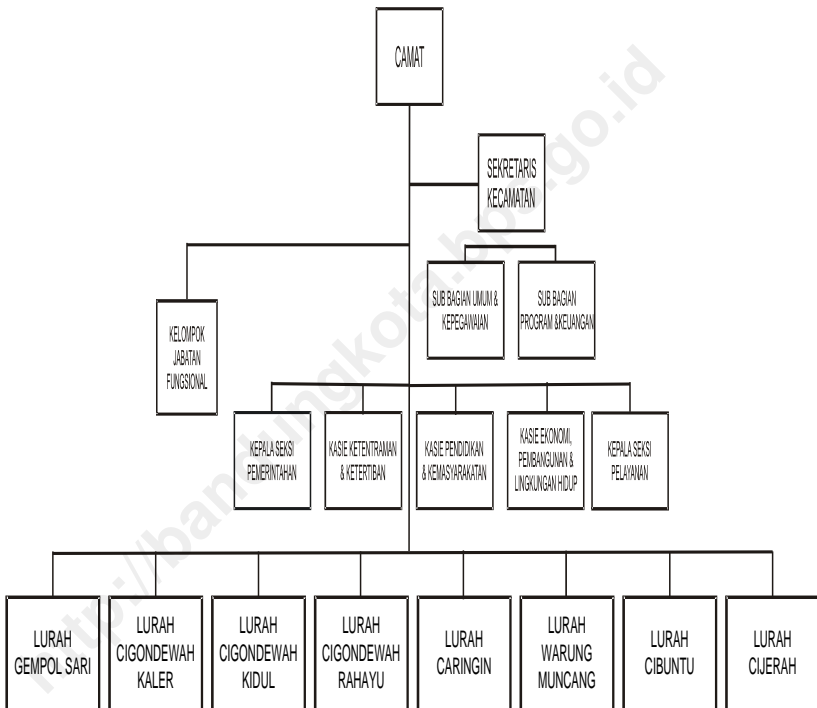 CAMAT
SEKRETARIS
KECAMATAN
SUB BAGIAN UMUM &
KEPEGAWAIAN
SUB BAGIAN
PROGRAM &KEUANGAN
KELOMPOK
JABATAN
FUNGSIONAL
KEPALA SEKSI
PEMERINTAHAN
KASIE KETENTRAMAN
& KETERTIBAN
KASIE PENDIDIKAN
& KEMASYARAKATAN
KASIE EKONOMI,
PEMBANGUNAN &
LINGKUNGAN HIDUP
KEPALA SEKSI
PELAYANAN
LURAH
GEMPOL SARI
LURAH
CIGONDEWAH
KALER
LURAH
CIGONDEWAH
KIDUL
LURAH
CIGONDEWAH
RAHAYU
LURAH
CARINGIN
LURAH
WARUNG
MUNCANG
LURAH
CIBUNTU
LURAH
CIJERAH
http://bandungkota.bps.go.id